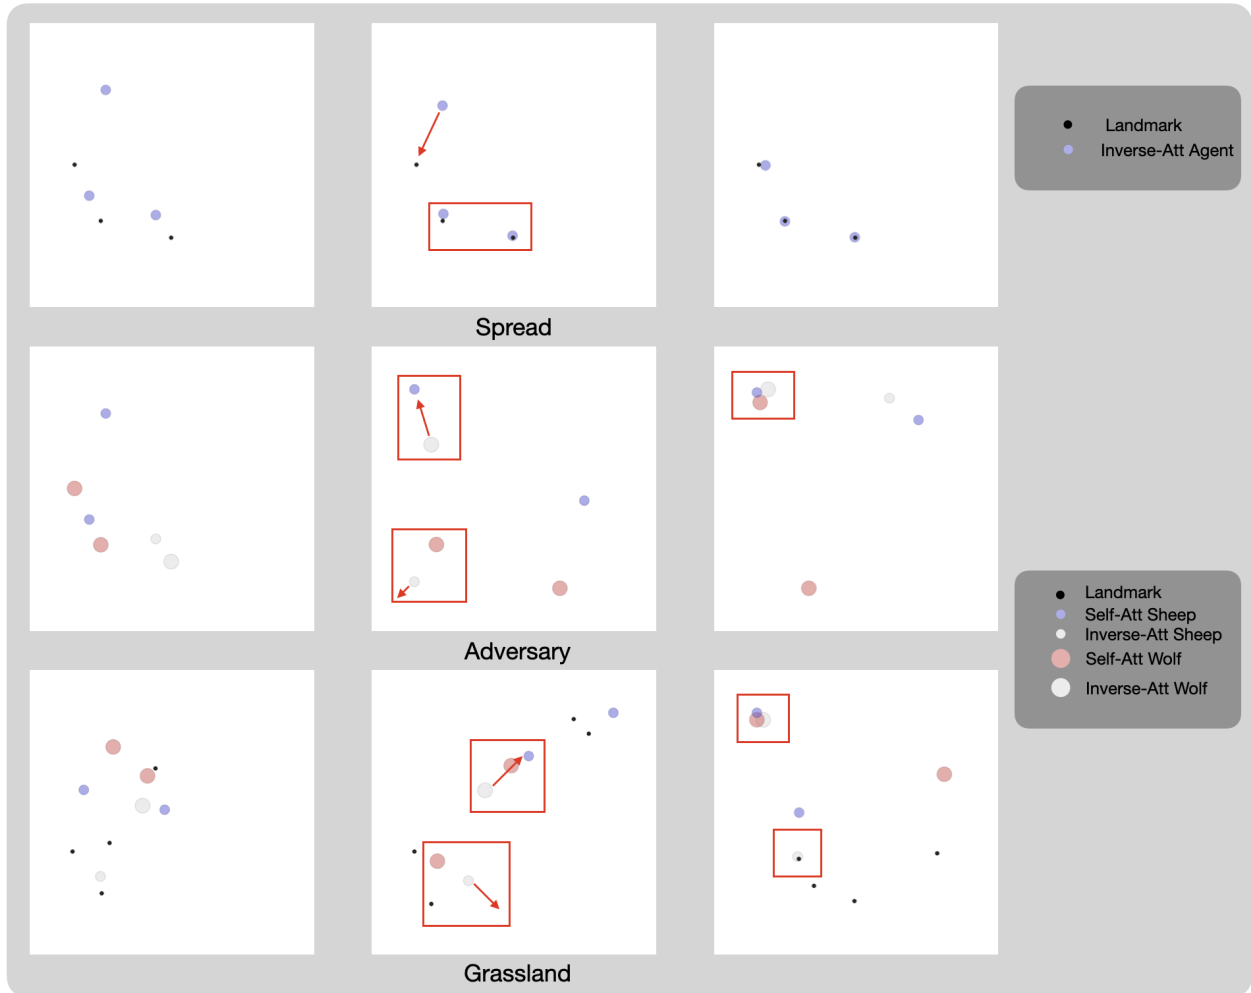 Landmark
Inverse-Att Agent
Spread
Adversary
Landmark
Self-Att Sheep
Inverse-Att Sheep
Self-Att Wolf
Inverse-Att Wolf
Grassland